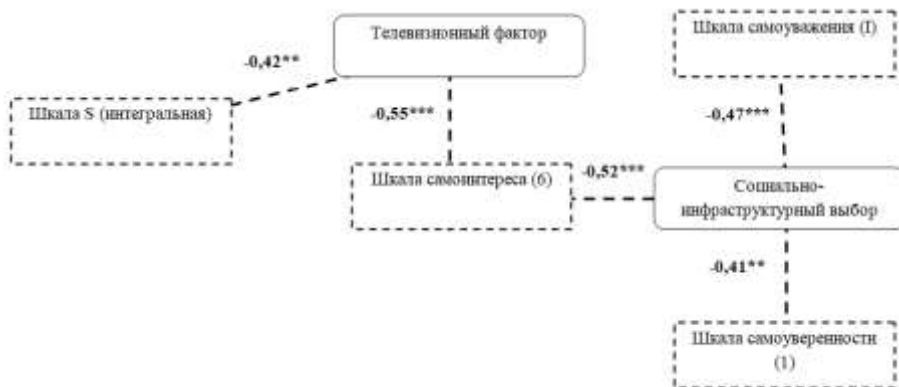 Телевизионный фактор
Шкала самоуважения (I)
-0,42**
Шкала S (интегральная)
-0,55***
-0,47***
Шкала самоинтереса (6)
-0,52***
Социально-
инфраструктурный выбор
-0,41**
Шкала самоуверенности
(1)